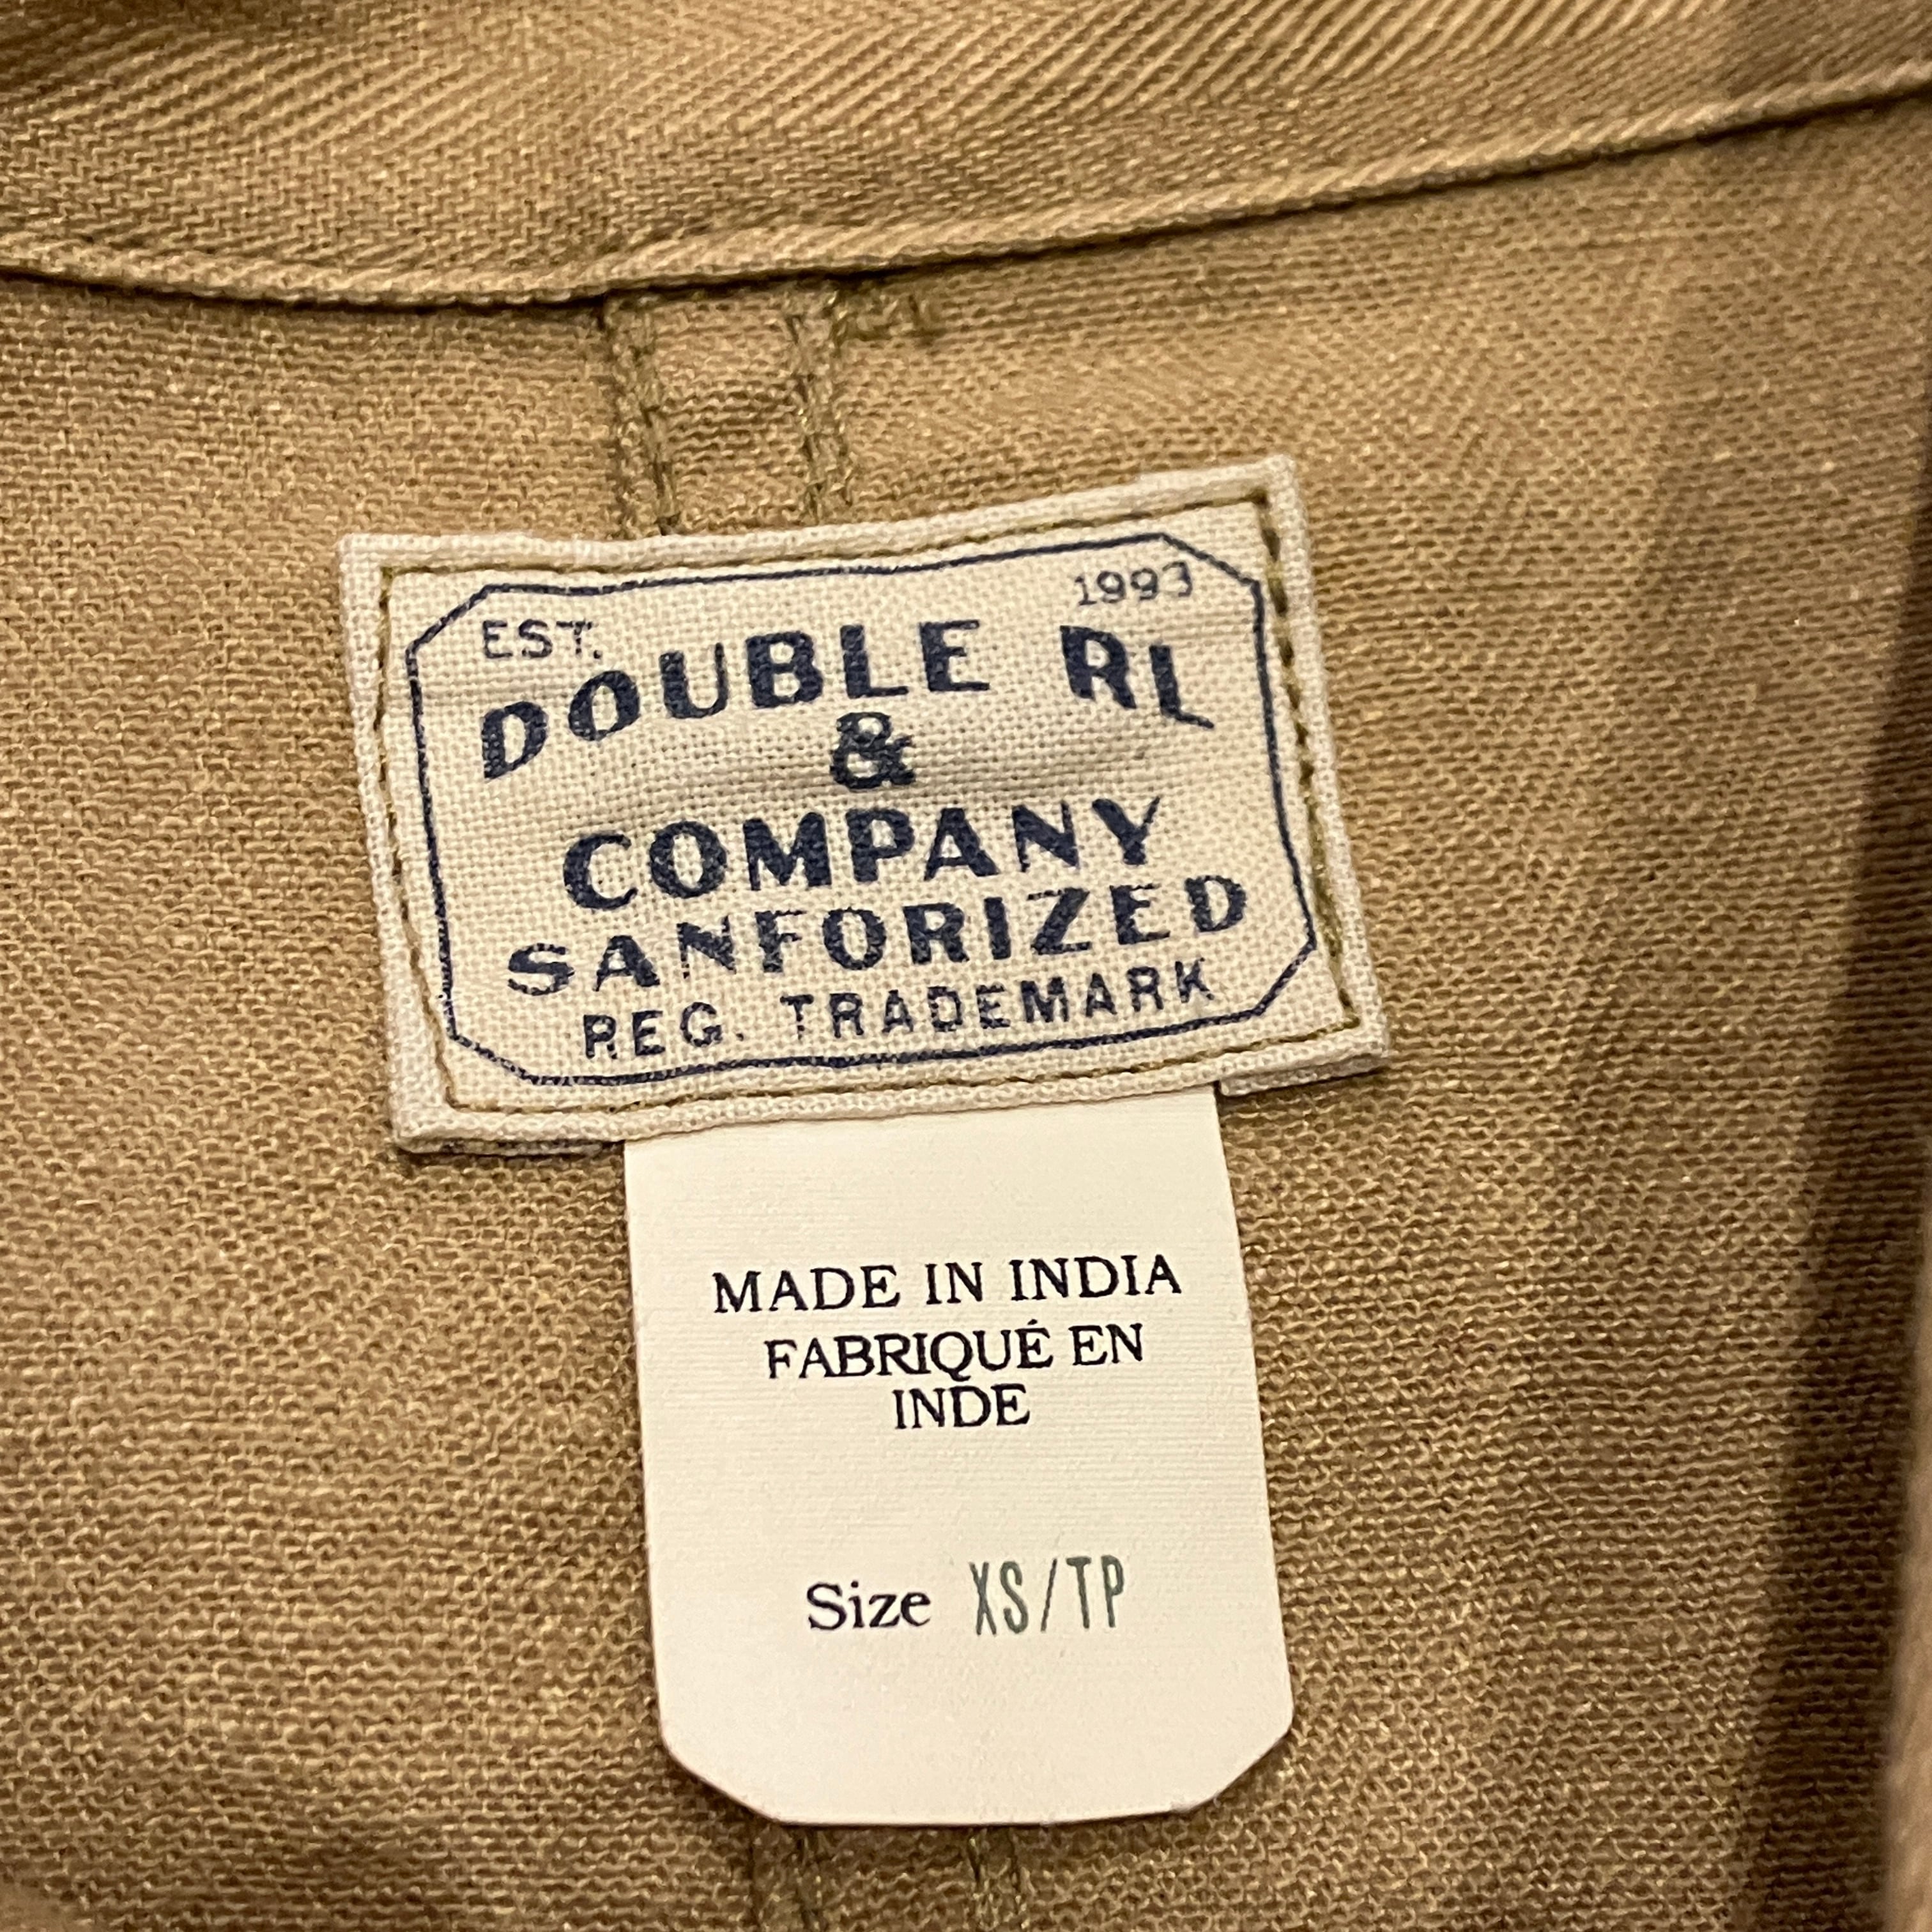 EST. 1993
DOUBLE RL
&
COMPANY
SANFORIZED
REG. TRADEMARK
MADE IN INDIA
FABRIQUÉ EN
INDE
Size XS/TP